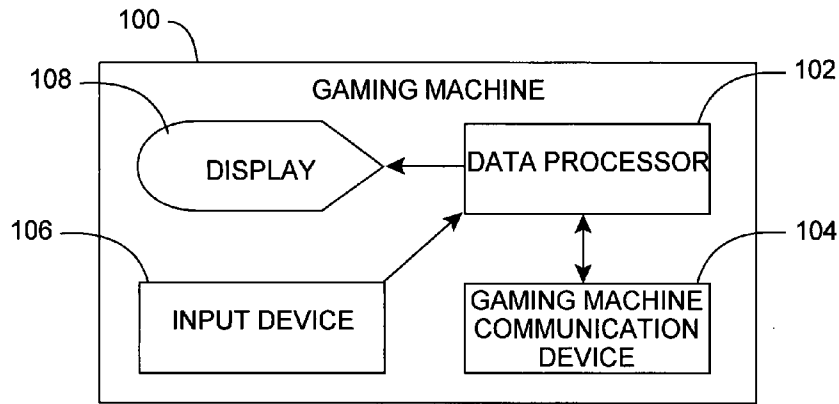 100
108
GAMING MACHINE
102
DISPLAY
DATA PROCESSOR
106
104
INPUT DEVICE
GAMING MACHINE
COMMUNICATION
DEVICE